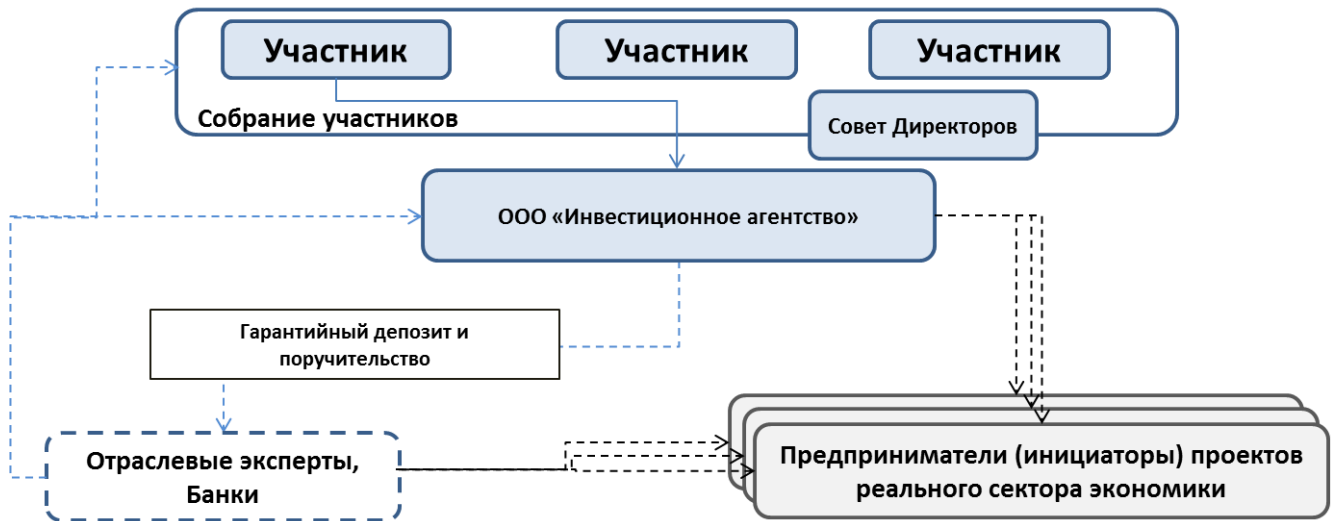 Участник
Участник
Участник
Собрание участников
Совет Директоров
ООО «Инвестиционное агентство»
Гарантийный депозит и
поручительство
Отраслевые эксперты,
Банки
Предприниматели (инициаторы) проектов
реального сектора экономики